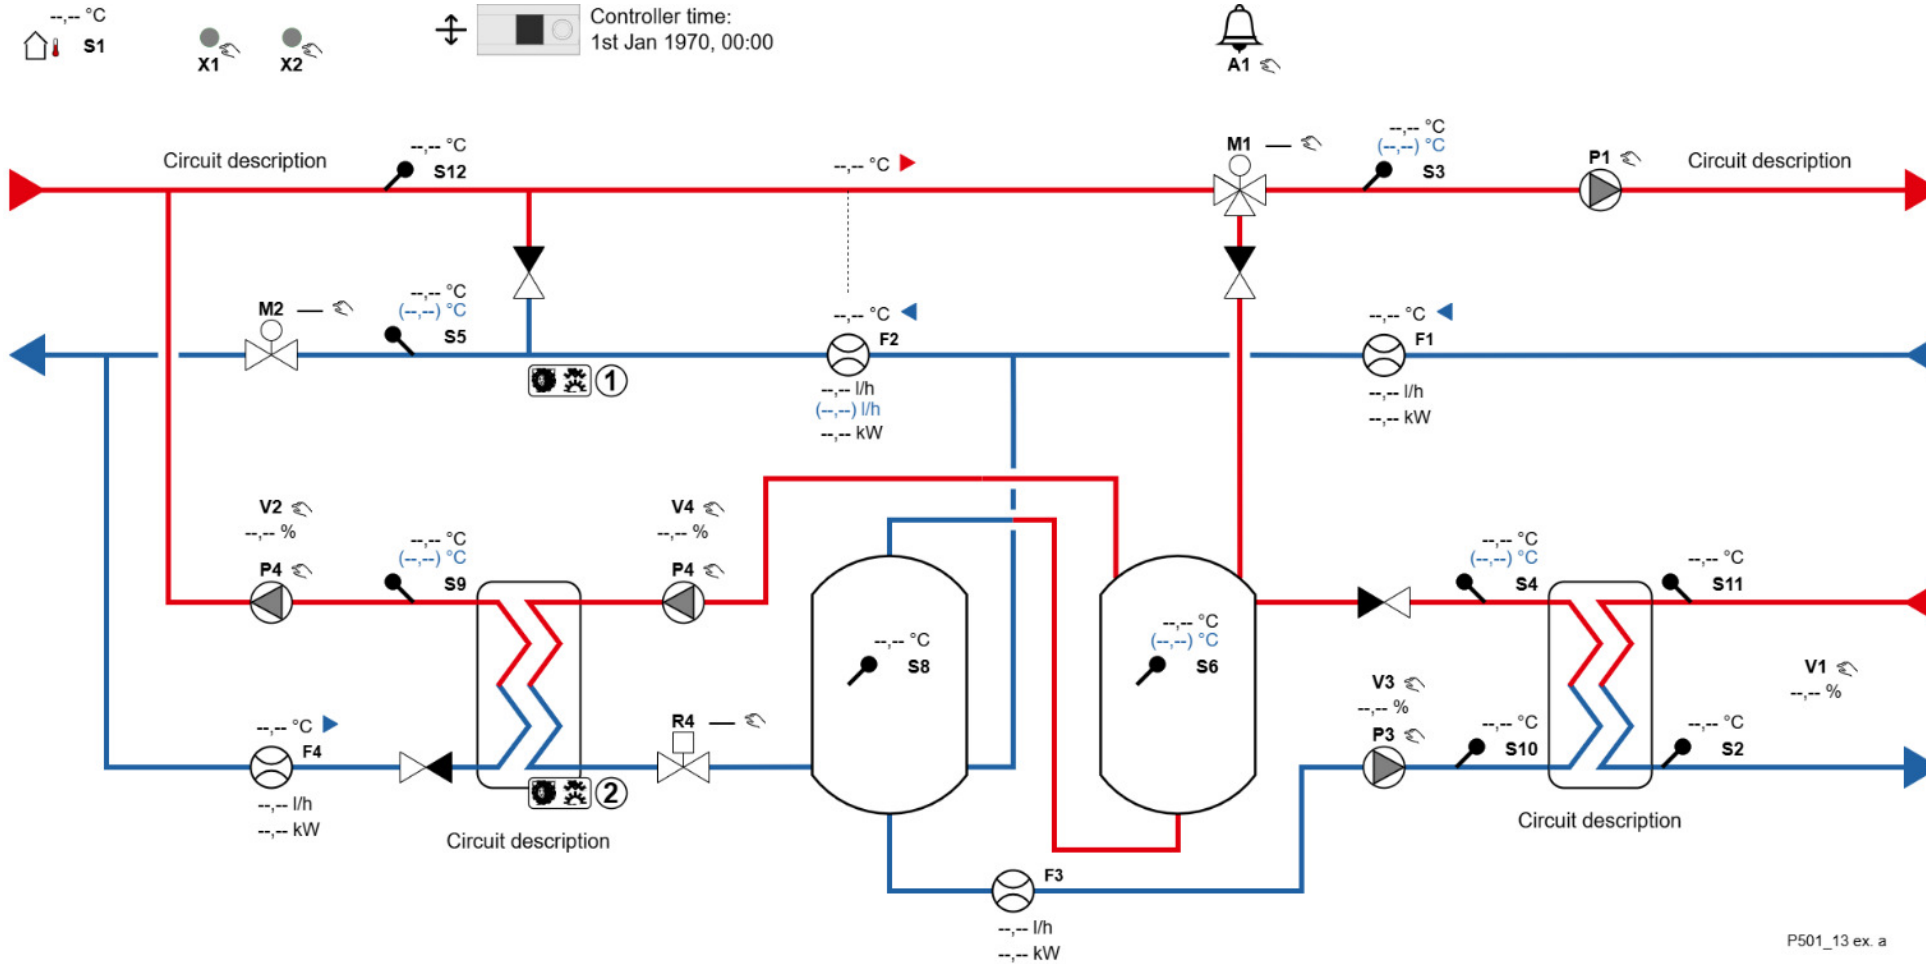 --,-- °C
S1
X1
X2
Controller time:
1st Jan 1970, 00:00
A1
Circuit description
--,-- °C
S12
--,-- °C
M1
--,-- °C
(--,--) °C
S3
P1
Circuit description
M2
--,-- °C
(--,--) °C
S5
--,-- °C
F2
--,-- l/h
(--,--) l/h
--,-- kW
--,-- °C
F1
--,-- l/h
--,-- kW
1
V2
--,-- %
P4
--,-- °C
(--,--) °C
S9
V4
--,-- %
P4
--,-- °C
S8
--,-- °C
(--,--) °C
S6
--,-- °C
(--,--) °C
S4
--,-- °C
S11
V1
--,-- %
V3
--,-- %
P3
--,-- °C
S10
--,-- °C
S2
--,-- °C
F4
--,-- l/h
--,-- kW
R4
2
Circuit description
Circuit description
F3
--,-- l/h
--,-- kW
P501_13 ex. a